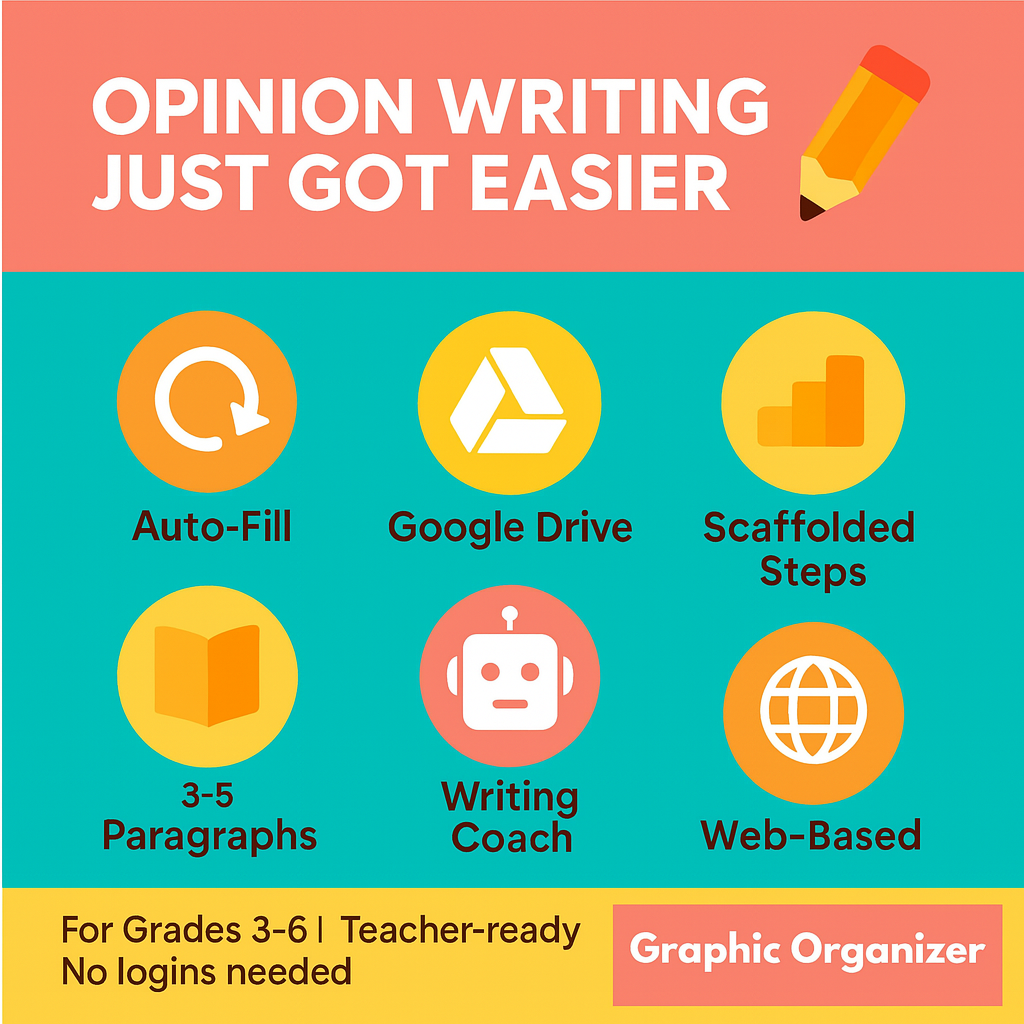 OPINION WRITING
JUST GOT EASIER
Auto-Fill
Google Drive
Scaffolded
Steps
3-5
Paragraphs
Writing
Coach
Web-Based
For Grades 3-6 | Teacher-ready
No logins needed
Graphic Organizer